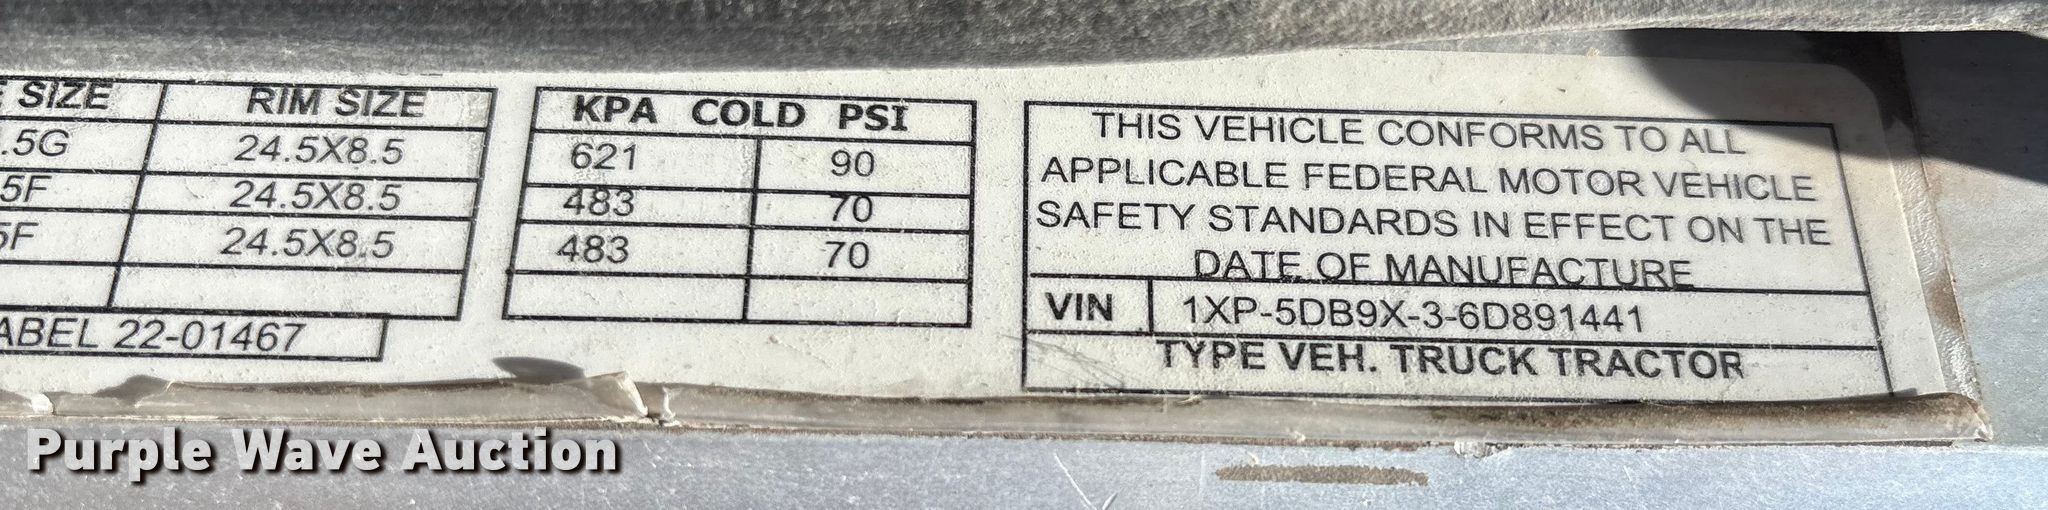 SIZE RIM SIZE
.5G 24.5X8.5
5F 24.5X8.5
5F 24.5X8.5
ABEL 22-01467
KPA COLD PSI
621 90
483 70
483 70
THIS VEHICLE CONFORMS TO ALL
APPLICABLE FEDERAL MOTOR VEHICLE
SAFETY STANDARDS IN EFFECT ON THE
DATE OF MANUFACTURE
VIN 1XP-5DB9X-3-6D891441
TYPE VEH. TRUCK TRACTOR
Purple Wave Auction